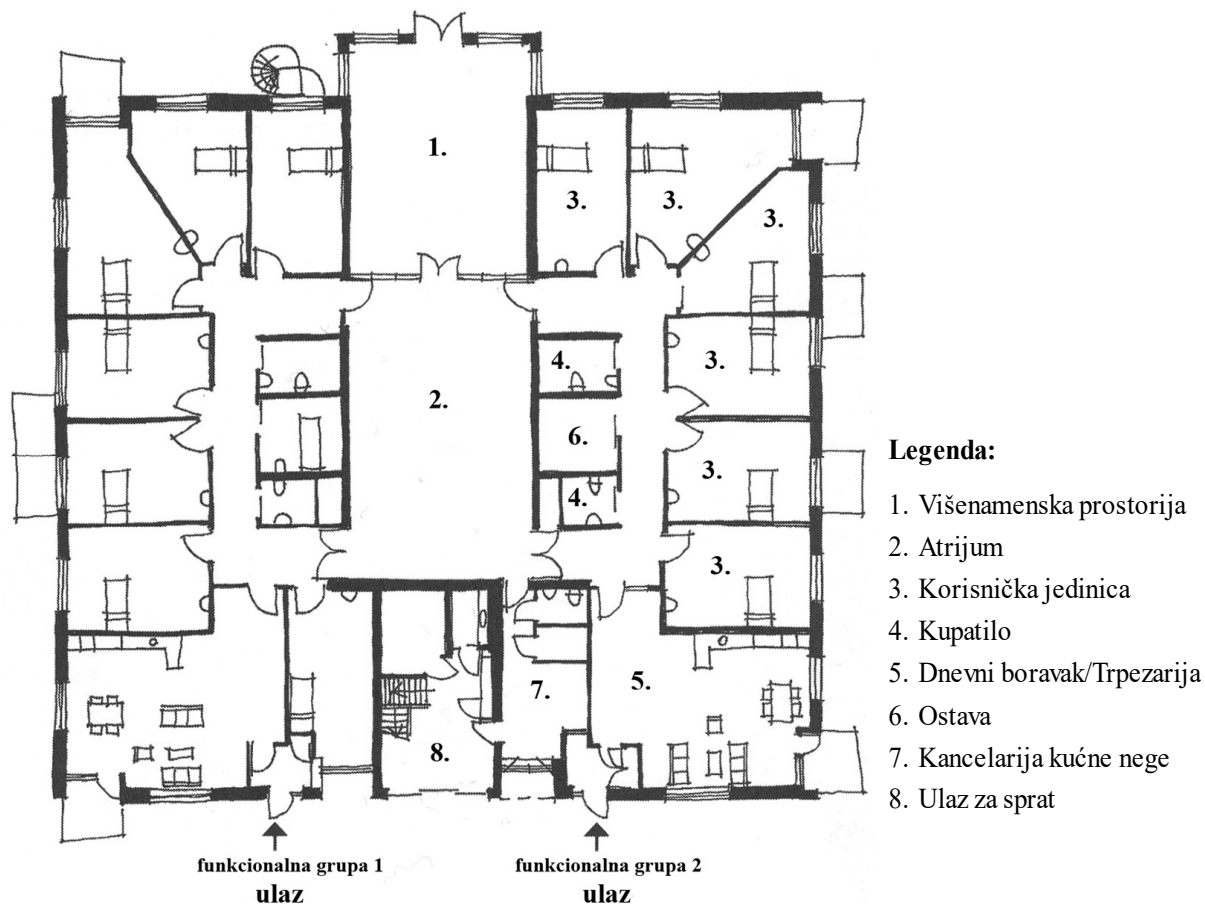 1.
3.
3.
3.
4.
3.
2.
6.
3.
4.
3.
5.
7.
8.
Legenda:
1. Višenamenska prostorija
2. Atrijum
3. Korisnička jedinica
4. Kupatilo
5. Dnevni boravak/Trpezarija
6. Ostava
7. Kancelarija kućne nege
8. Ulaz za sprat
funkcionalna grupa 1
ulaz
funkcionalna grupa 2
ulaz